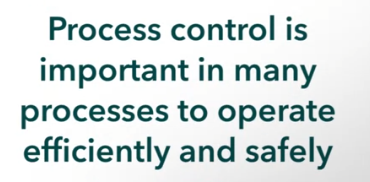 Process control is
important in many
processes to operate
efficiently and safely